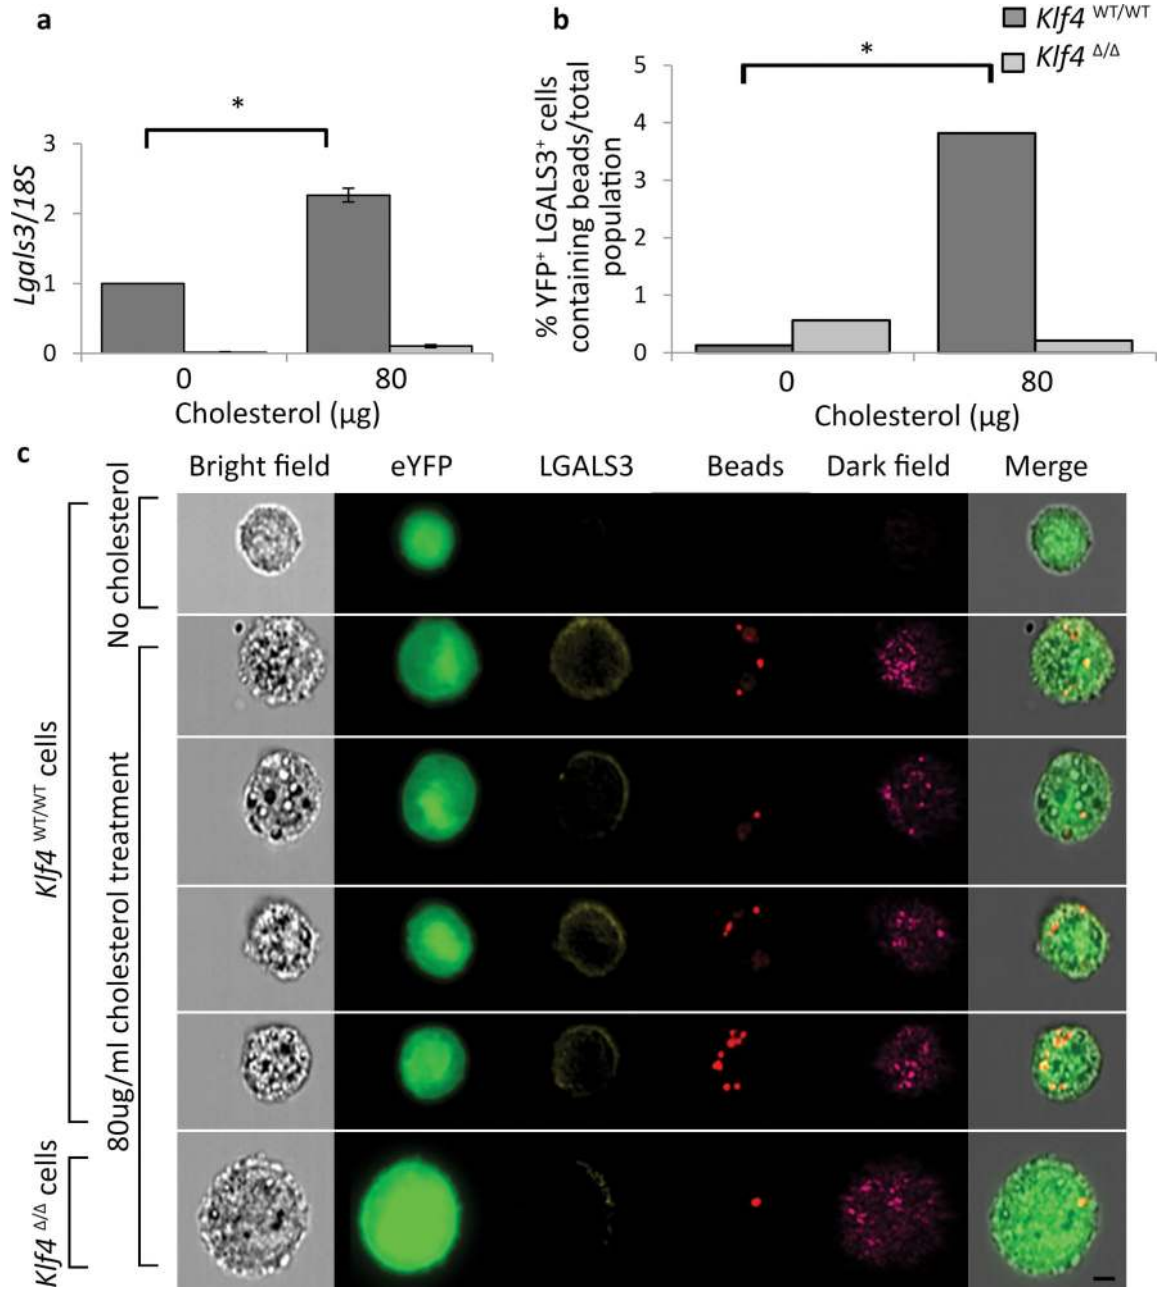 a
*
3
2
1
0
Lgals3/18S
0
80
Cholesterol (µg)
b
Klf4 WT/WT
Klf4 Δ/Δ
*
5
4
3
2
1
0
% YFP+ LGALS3+ cells
containing beads/total
population
0
80
Cholesterol (µg)
c
Bright field
eYFP
LGALS3
Beads
Dark field
Merge
No cholesterol
Klf4 WT/WT cells
80ug/ml cholesterol treatment
Klf4 Δ/Δ cells